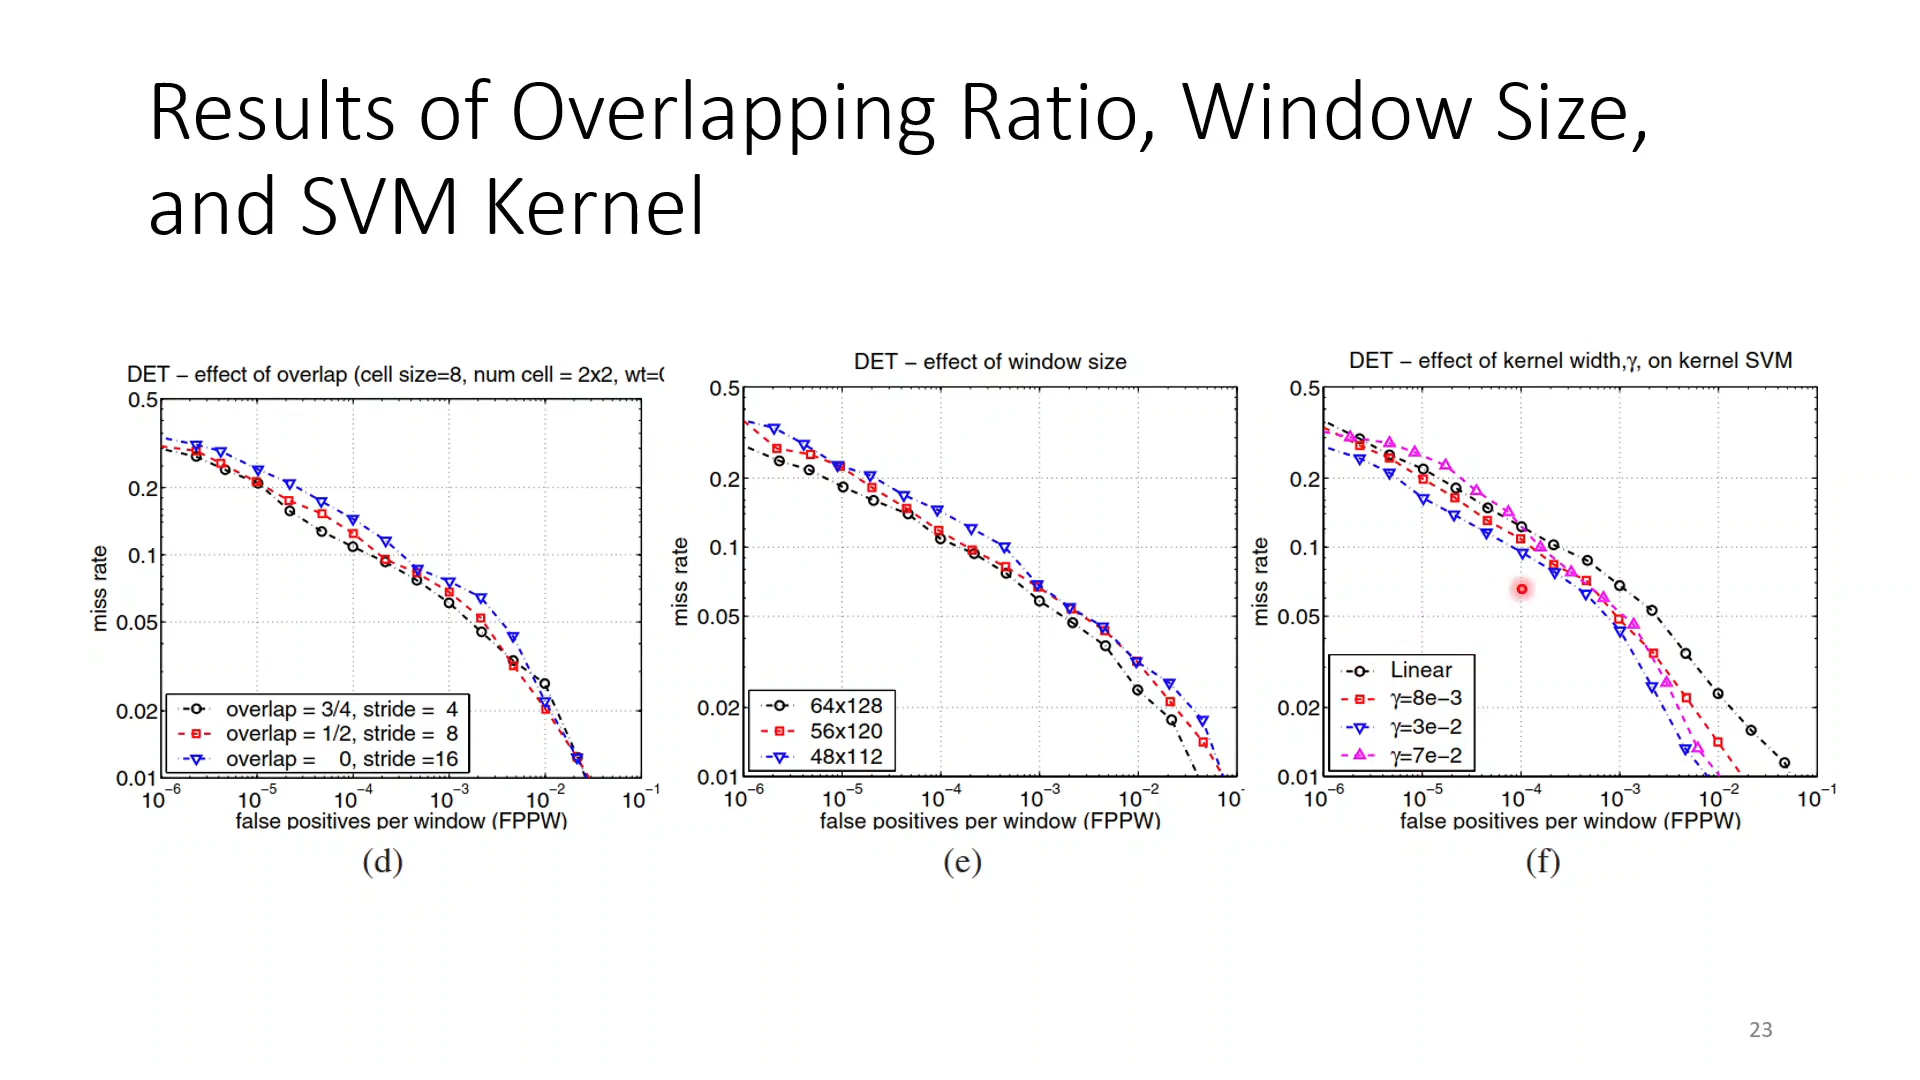 Results of Overlapping Ratio, Window Size,
and SVM Kernel
DET – effect of overlap (cell size=8, num cell = 2x2, wt=
0.5
0.2
0.1
0.05
0.02
0.01
miss rate
overlap = 3/4, stride = 4
overlap = 1/2, stride = 8
overlap = 0, stride =16
10−6 10−5 10−4 10−3 10−2 10−1
false positives per window (FPPW)
(d)
DET – effect of window size
0.5
0.2
0.1
0.05
0.02
0.01
miss rate
64x128
56x120
48x112
10−6 10−5 10−4 10−3 10−2 10−
false positives per window (FPPW)
(e)
DET – effect of kernel width,γ, on kernel SVM
0.5
0.2
0.1
0.05
0.02
0.01
miss rate
Linear
γ=8e−3
γ=3e−2
γ=7e−2
10−6 10−5 10−4 10−3 10−2 10−1
false positives per window (FPPW)
(f)
23